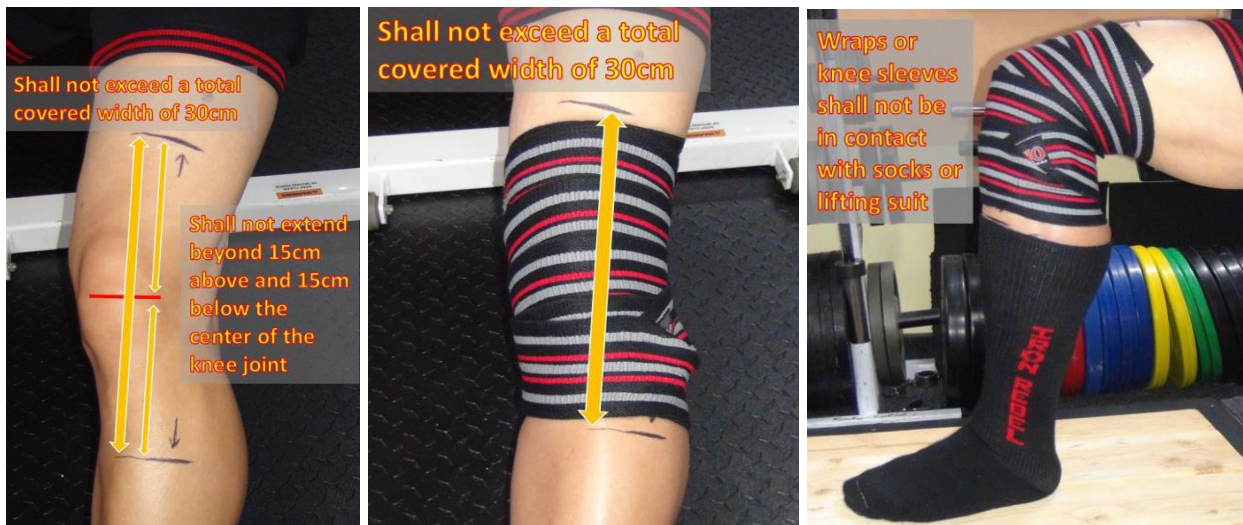 Shall not exceed a total
covered width of 30cm
Shall not extend
beyond 15cm
above and 15cm
below the
center of the
knee joint
Shall not exceed a total
covered width of 30cm
Wraps or
knee sleeves
shall not be
in contact
with socks or
lifting suit
IRON REBEL